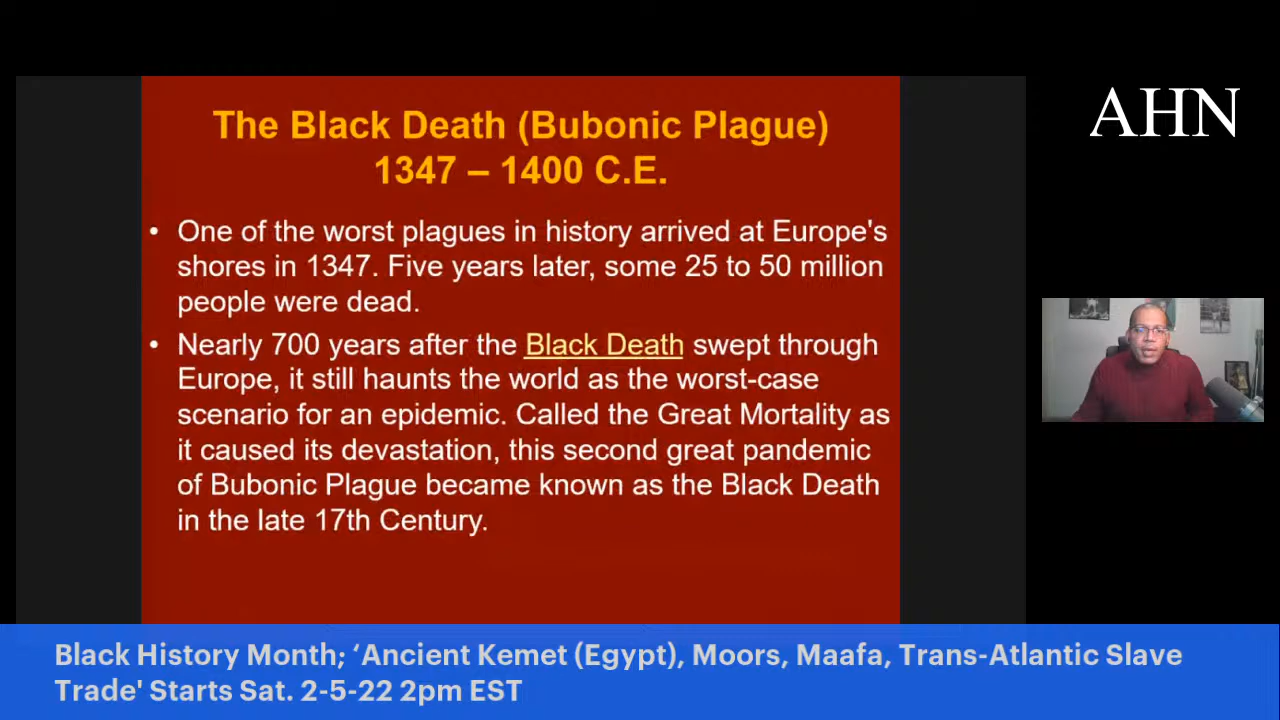 The Black Death (Bubonic Plague)
1347 – 1400 C.E.
AHN
• One of the worst plagues in history arrived at Europe's
shores in 1347. Five years later, some 25 to 50 million
people were dead.
• Nearly 700 years after the Black Death swept through
Europe, it still haunts the world as the worst-case
scenario for an epidemic. Called the Great Mortality as
it caused its devastation, this second great pandemic
of Bubonic Plague became known as the Black Death
in the late 17th Century.
Black History Month; ‘Ancient Kemet (Egypt), Moors, Maafa, Trans-Atlantic Slave
Trade' Starts Sat. 2-5-22 2pm EST